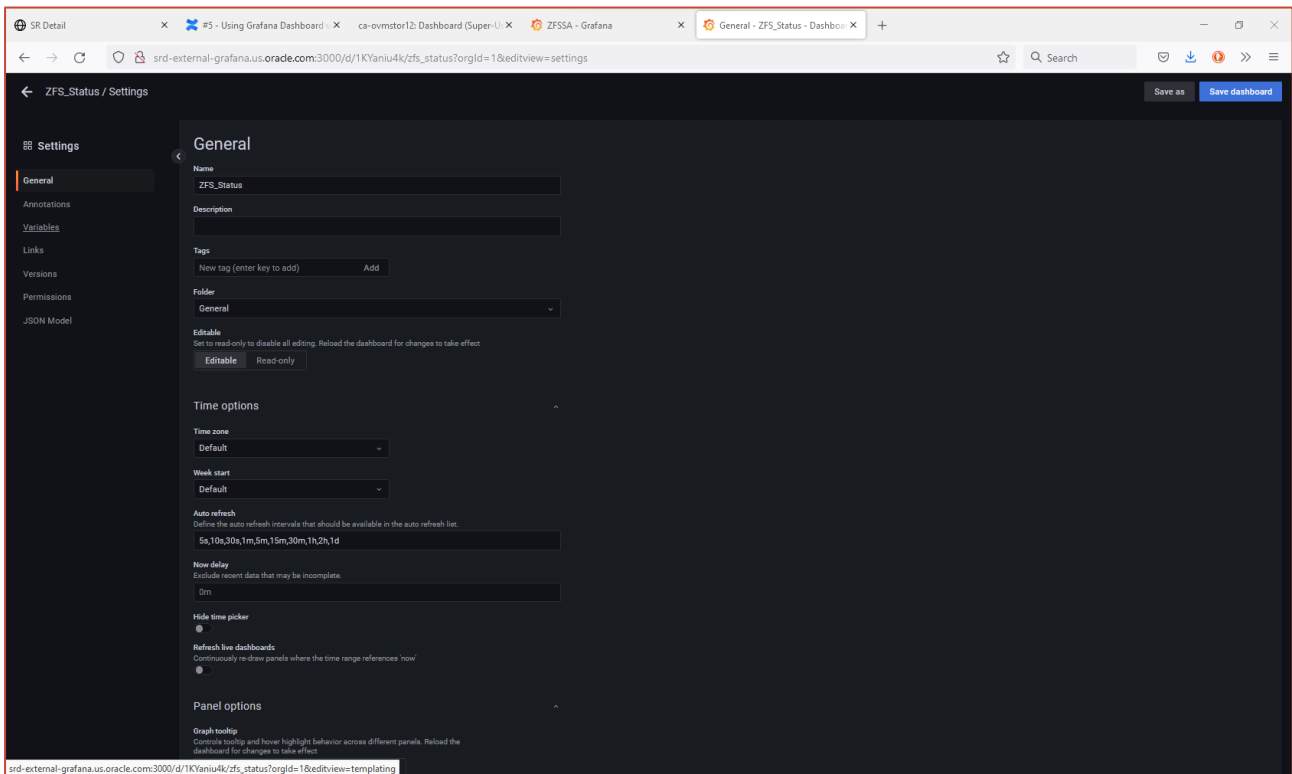 SR Detail
#5 - Using Grafana Dashboard
ca-ovmstor12: Dashboard (Super-U
ZFSSA - Grafana
General - ZFS_Status - Dashboa
srd-external-grafana.us.oracle.com:3000/d/1KYaniu4k/zfs_status?orgId=1&editview=settings
Search
ZFS_Status / Settings
Save as
Save dashboard
Settings
General
Annotations
Variables
Links
Versions
Permissions
JSON Model
General
Name
ZFS_Status
Description
Tags
New tag (enter key to add)
Add
Folder
General
Editable
Set to read-only to disable all editing. Reload the dashboard for changes to take effect
Editable
Read-only
Time options
Time zone
Default
Week start
Default
Auto refresh
Define the auto refresh intervals that should be available in the auto refresh list.
5s,10s,30s,1m,5m,15m,30m,1h,2h,1d
Now delay
Exclude recent data that may be incomplete.
0m
Hide time picker
Refresh live dashboards
Continuously re-draw panels where the time range references 'now'
Panel options
Graph tooltip
Controls tooltip and hover highlight behavior across different panels. Reload the
dashboard for changes to take effect
srd-external-grafana.us.oracle.com:3000/d/1KYaniu4k/zfs_status?orgId=1&editview=templating